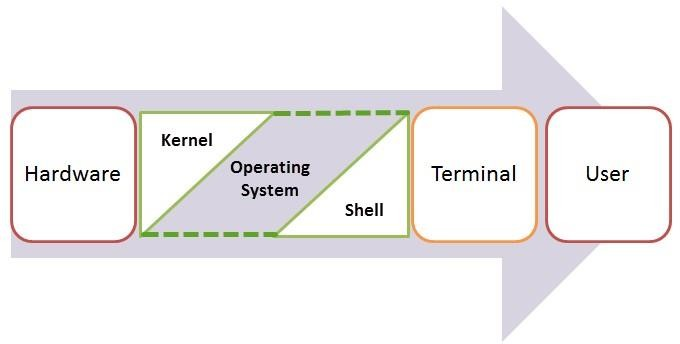 Hardware
Kernel
Operating
System
Shell
Terminal
User